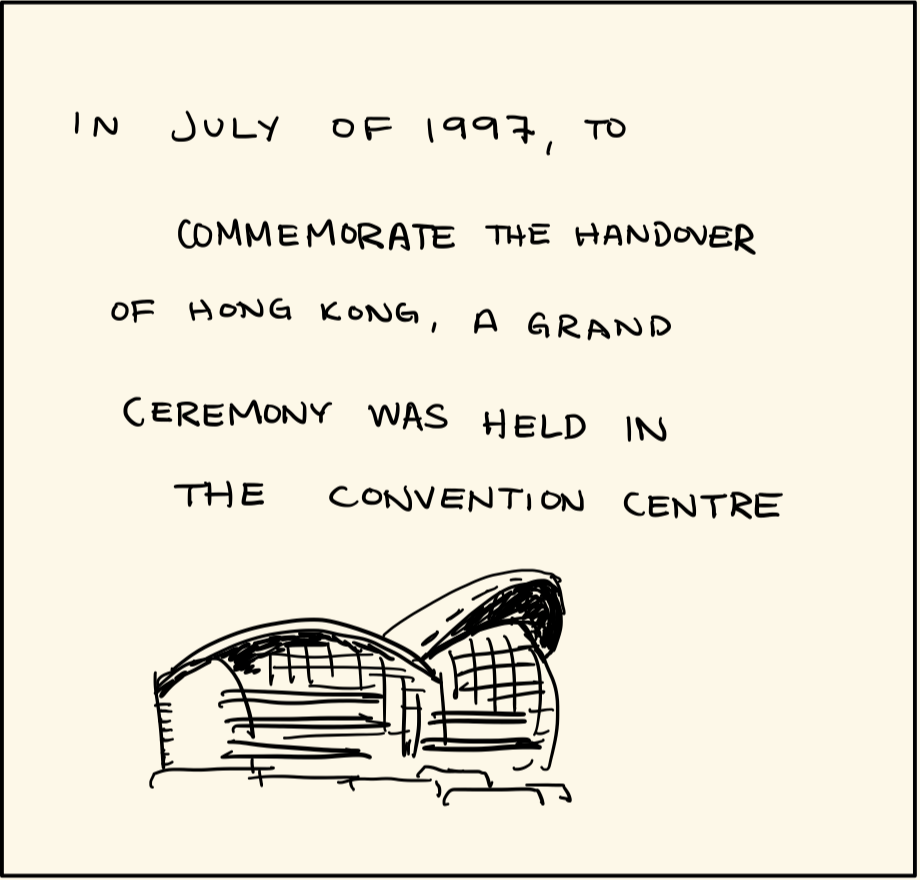 IN JULY OF 1997, TO
COMMEMORATE THE HANDOVER
OF HONG KONG, A GRAND
CEREMONY WAS HELD IN
THE CONVENTION CENTRE